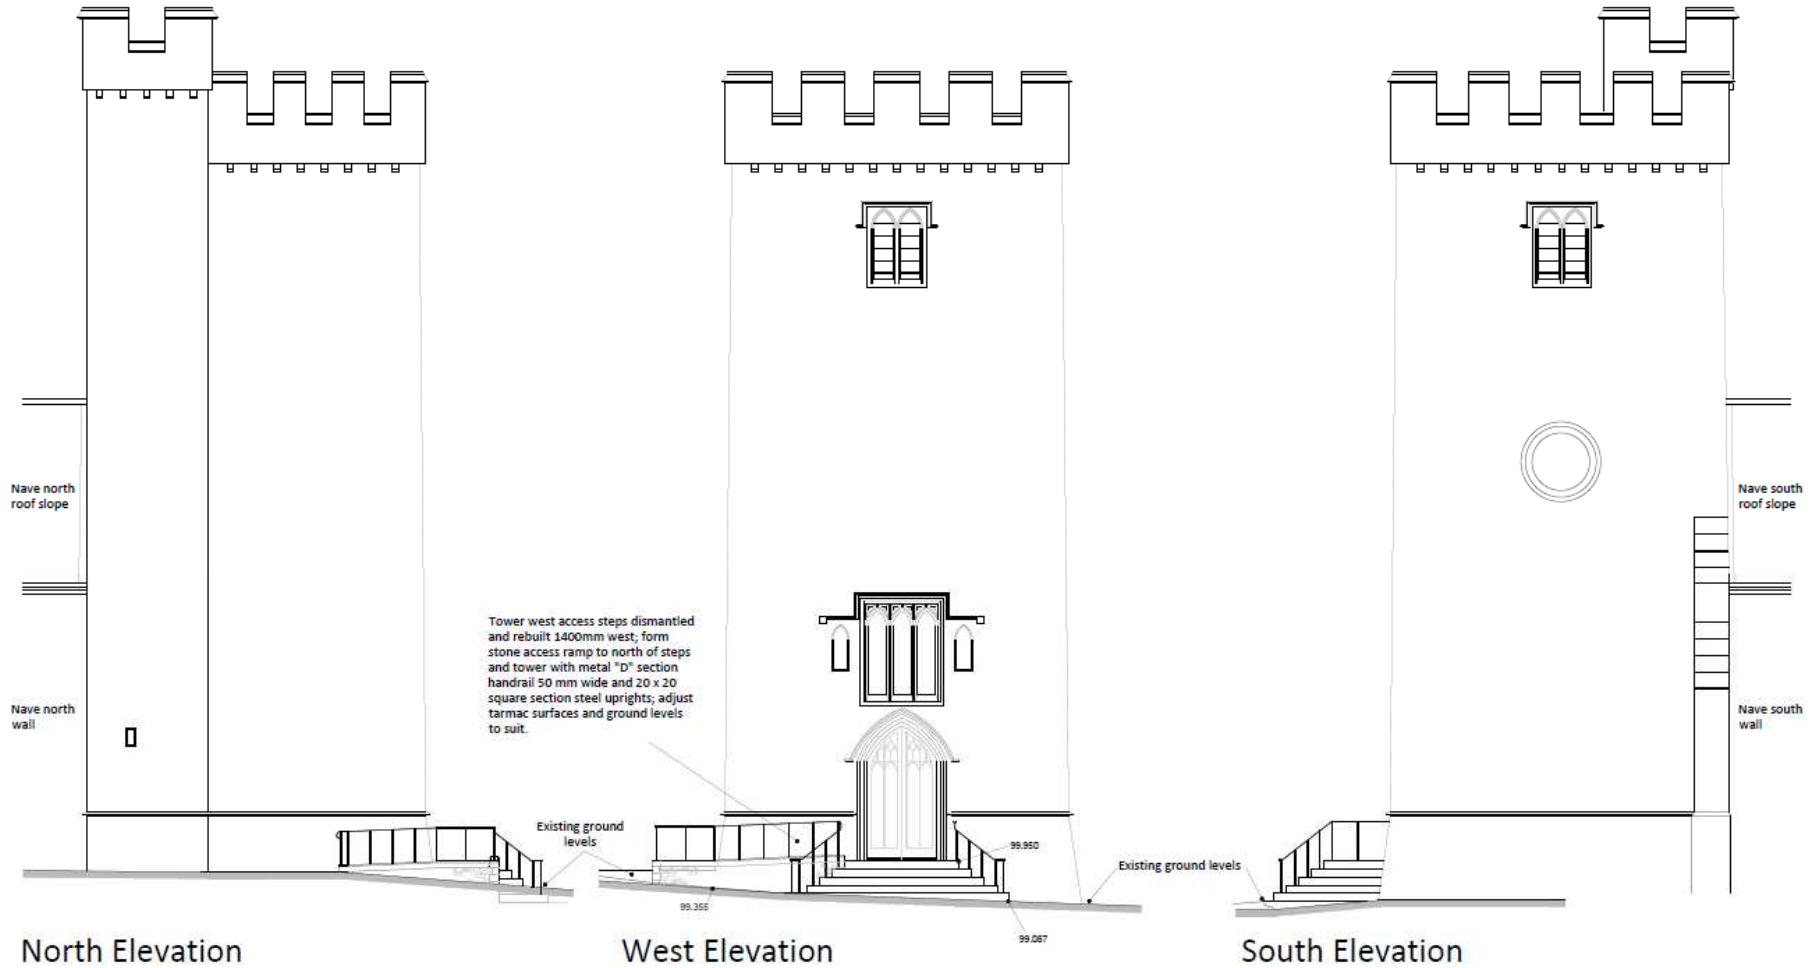 Nave north
roof slope
Nave north
wall
Tower west access steps dismantled
and rebuilt 1400mm west; form
stone access ramp to north of steps
and tower with metal "D" section
handrail 50 mm wide and 20 x 20
square section steel uprights; adjust
tarmac surfaces and ground levels
to suit.
Existing ground
levels
99.355
99.950
99.087
Existing ground levels
Nave south
roof slope
Nave south
wall
North Elevation
West Elevation
South Elevation